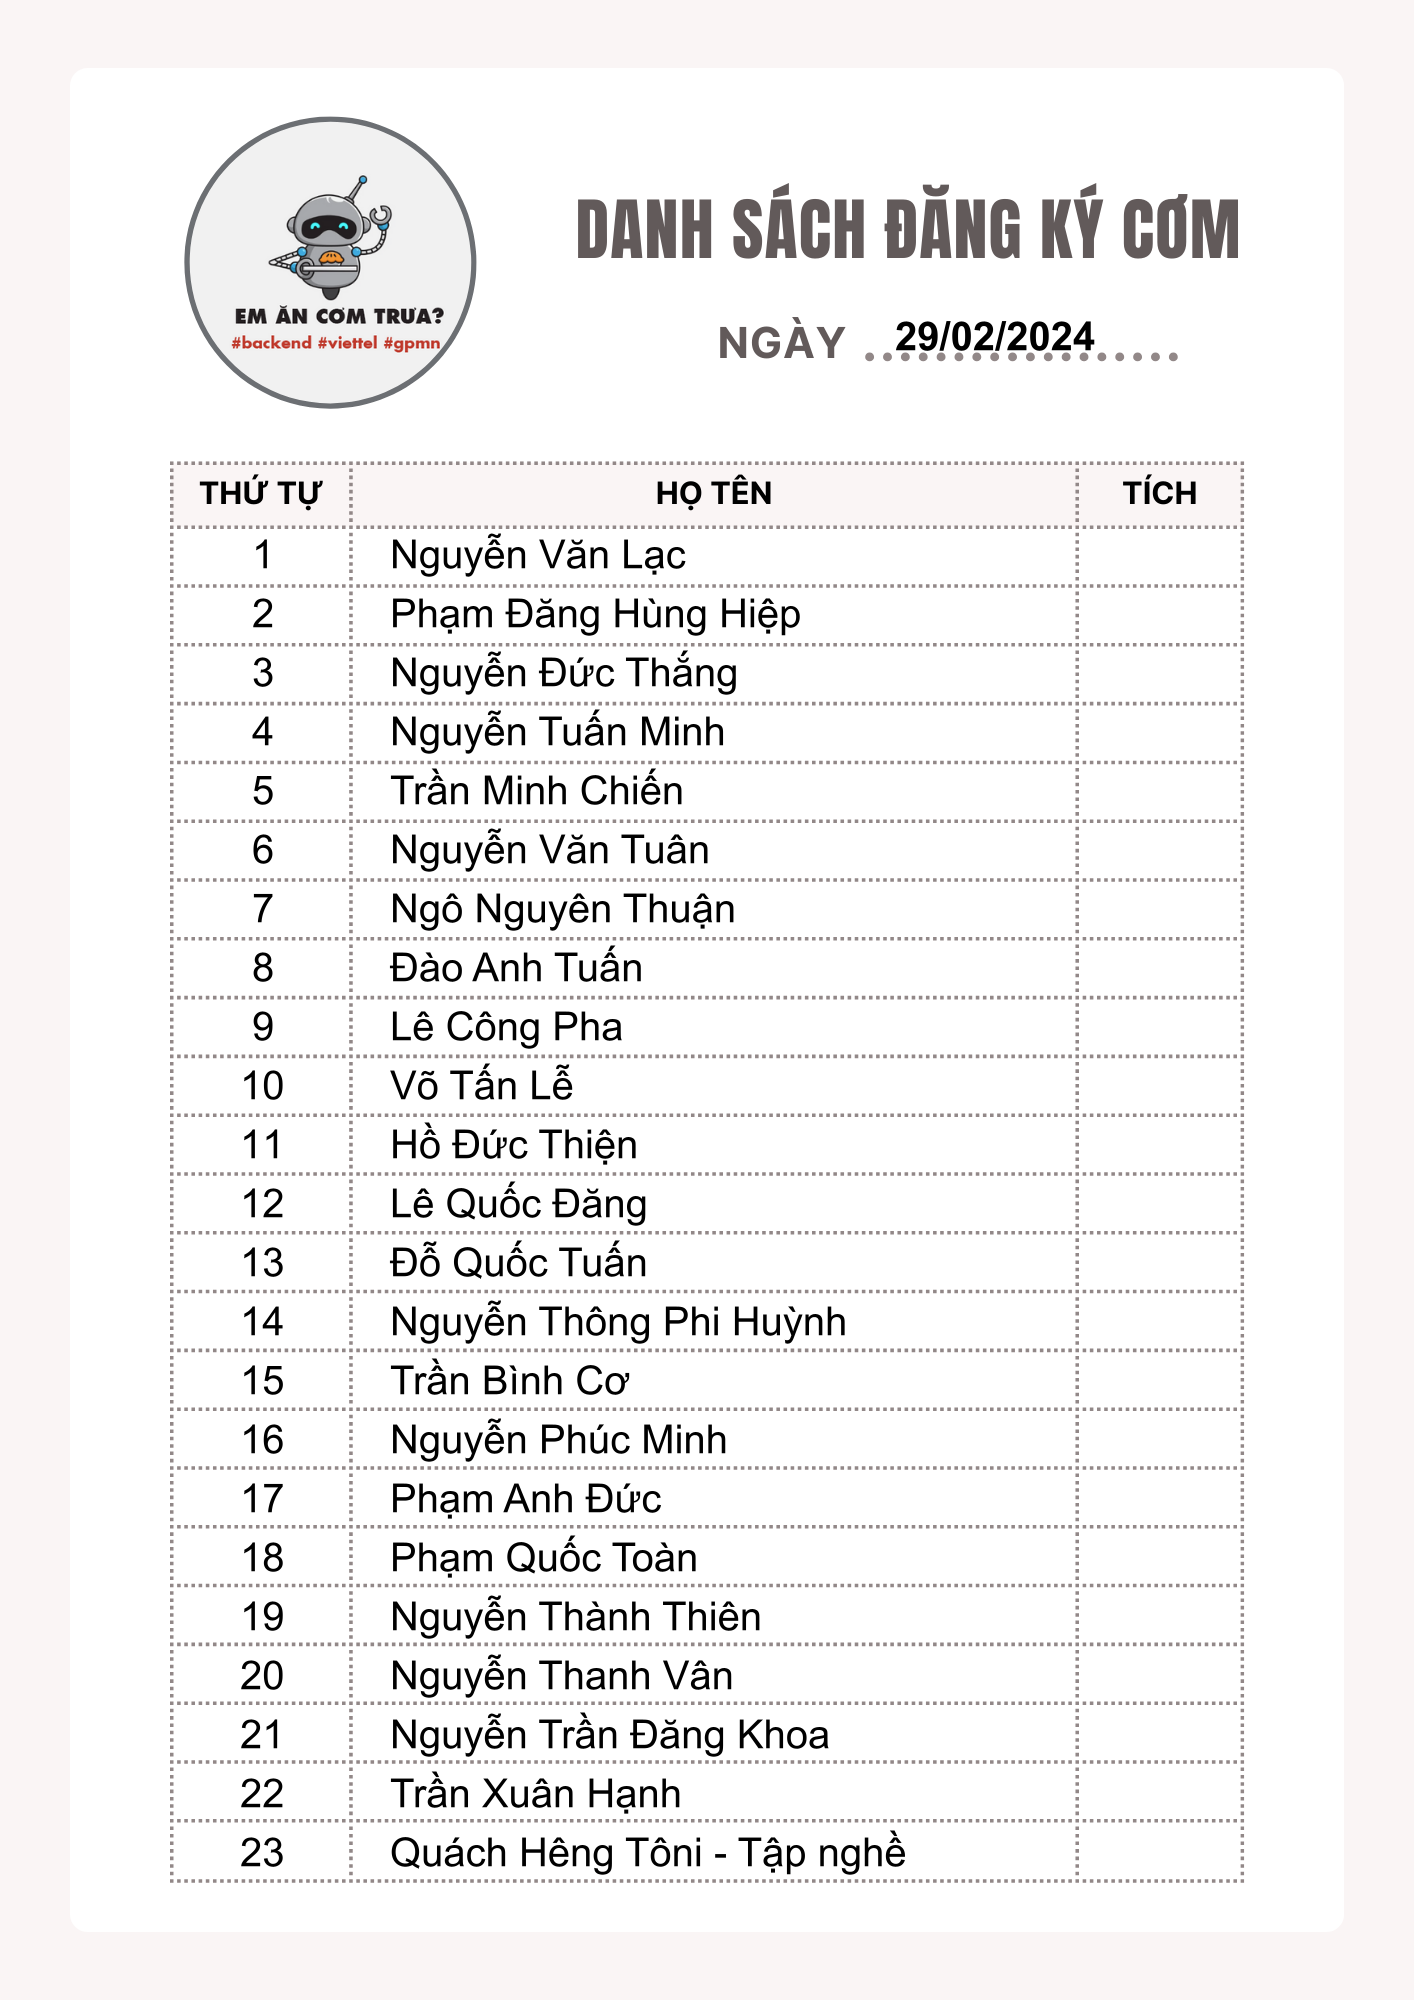 EM ĂN CƠM TRƯA?
#backend #viettel #gpmn
DANH SÁCH ĐĂNG KÝ CƠM
NGÀY 29/02/2024
THỨ TỰ HỌ TÊN TÍCH
1 Nguyễn Văn Lạc
2 Phạm Đăng Hùng Hiệp
3 Nguyễn Đức Thắng
4 Nguyễn Tuấn Minh
5 Trần Minh Chiến
6 Nguyễn Văn Tuân
7 Ngô Nguyên Thuận
8 Đào Anh Tuấn
9 Lê Công Pha
10 Võ Tấn Lễ
11 Hồ Đức Thiện
12 Lê Quốc Đăng
13 Đỗ Quốc Tuấn
14 Nguyễn Thông Phi Huỳnh
15 Trần Bình Cơ
16 Nguyễn Phúc Minh
17 Phạm Anh Đức
18 Phạm Quốc Toàn
19 Nguyễn Thành Thiên
20 Nguyễn Thanh Vân
21 Nguyễn Trần Đăng Khoa
22 Trần Xuân Hạnh
23 Quách Hêng Tôni - Tập nghề